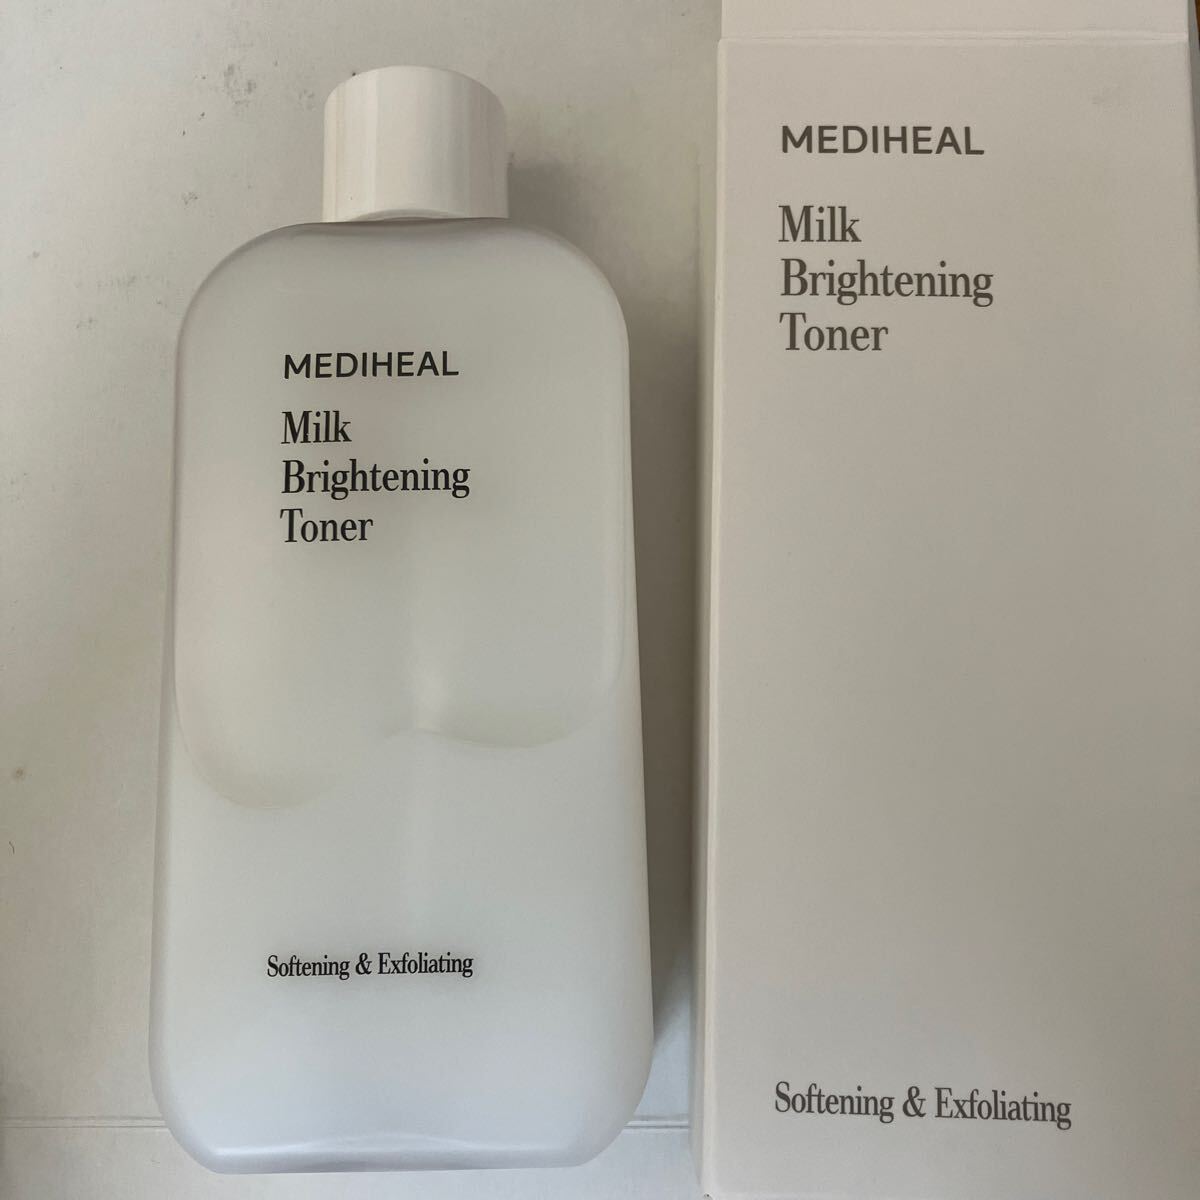 MEDIHEAL
Milk
Brightening
Toner
Softening & Exfoliating
MEDIHEAL
Milk
Brightening
Toner
Softening & Exfoliating